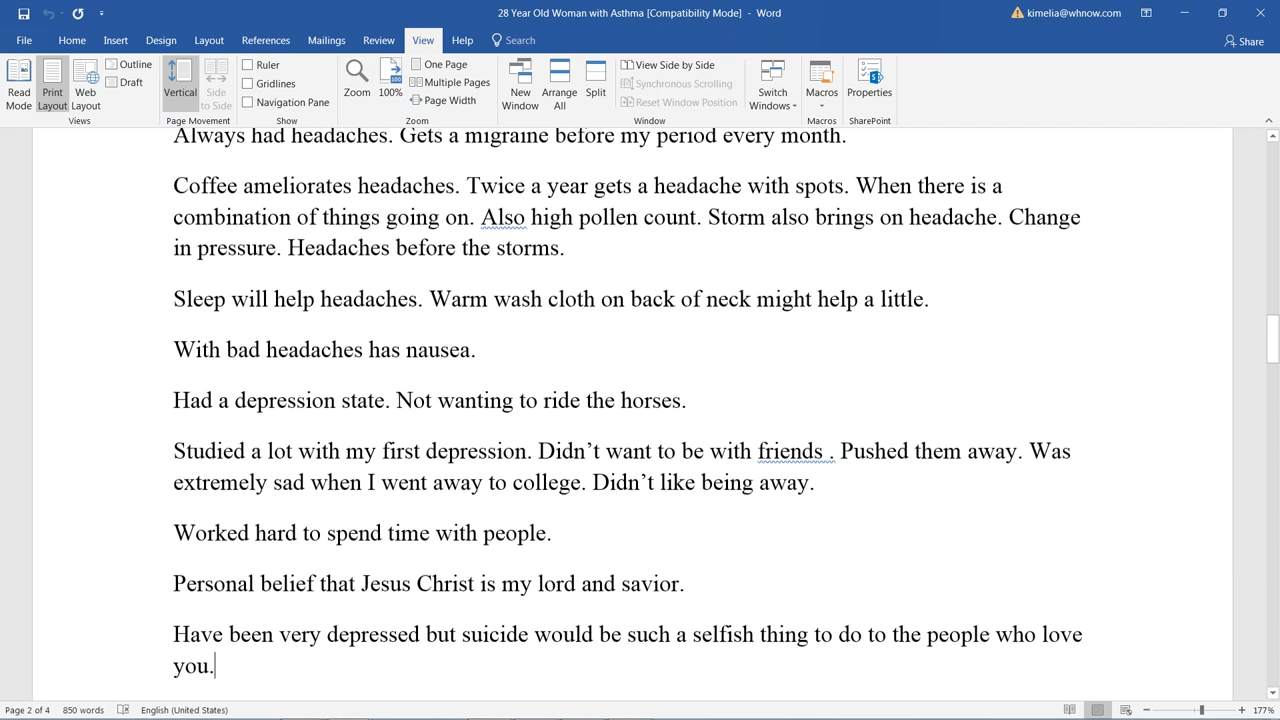 28 Year Old Woman with Asthma [Compatibility Mode] - Word
kimelia@whnow.com
File Home Insert Design Layout References Mailings Review View Help Search Share
Read Mode
Print Layout
Web Layout
Outline
Draft
Views
Vertical
Side to Side
Page Movement
Ruler
Gridlines
Navigation Pane
Show
Zoom
100
100%
One Page
Multiple Pages
Page Width
Zoom
New Window
Arrange All
Split
View Side by Side
Synchronous Scrolling
Reset Window Position
Window
Switch Windows
Macros
Macros
Properties
SharePoint
Always had headaches. Gets a migraine before my period every month.
Coffee ameliorates headaches. Twice a year gets a headache with spots. When there is a
combination of things going on. Also high pollen count. Storm also brings on headache. Change
in pressure. Headaches before the storms.
Sleep will help headaches. Warm wash cloth on back of neck might help a little.
With bad headaches has nausea.
Had a depression state. Not wanting to ride the horses.
Studied a lot with my first depression. Didn’t want to be with friends . Pushed them away. Was
extremely sad when I went away to college. Didn’t like being away.
Worked hard to spend time with people.
Personal belief that Jesus Christ is my lord and savior.
Have been very depressed but suicide would be such a selfish thing to do to the people who love
you.
Page 2 of 4 850 words English (United States) 177%